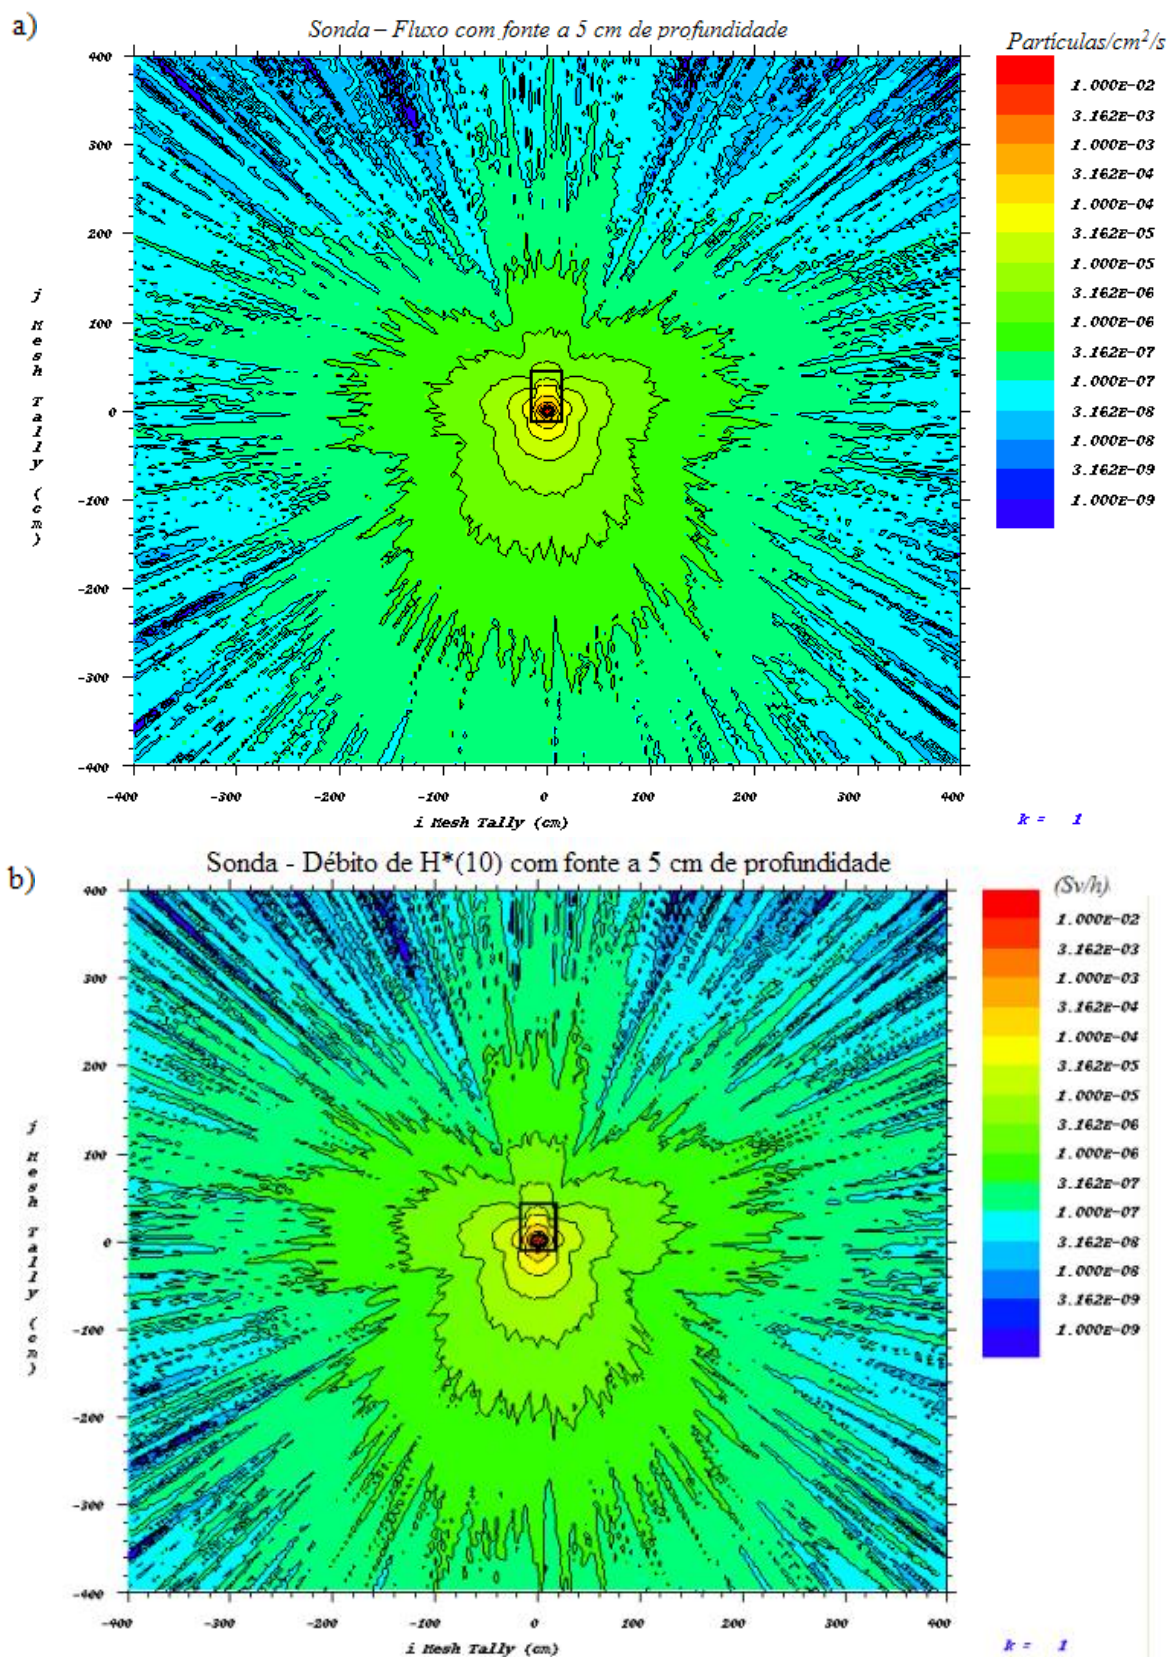 a)
Sonda – Fluxo com fonte a 5 cm de profundidade
Partículas/cm²/s
400
300
200
100
0
-100
-200
-300
-400
j Mesh Tally (cm)
-400 -300 -200 -100 0 100 200 300 400
i Mesh Tally (cm)
1.000E-02
3.162E-03
1.000E-03
3.162E-04
1.000E-04
3.162E-05
1.000E-05
3.162E-06
1.000E-06
3.162E-07
1.000E-07
3.162E-08
1.000E-08
3.162E-09
1.000E-09
k = 1
b)
Sonda - Débito de H*(10) com fonte a 5 cm de profundidade
(Sv/h)
400
300
200
100
0
-100
-200
-300
-400
j Mesh Tally (cm)
-400 -300 -200 -100 0 100 200 300 400
i Mesh Tally (cm)
1.000E-02
3.162E-03
1.000E-03
3.162E-04
1.000E-04
3.162E-05
1.000E-05
3.162E-06
1.000E-06
3.162E-07
1.000E-07
3.162E-08
1.000E-08
3.162E-09
1.000E-09
k = 1